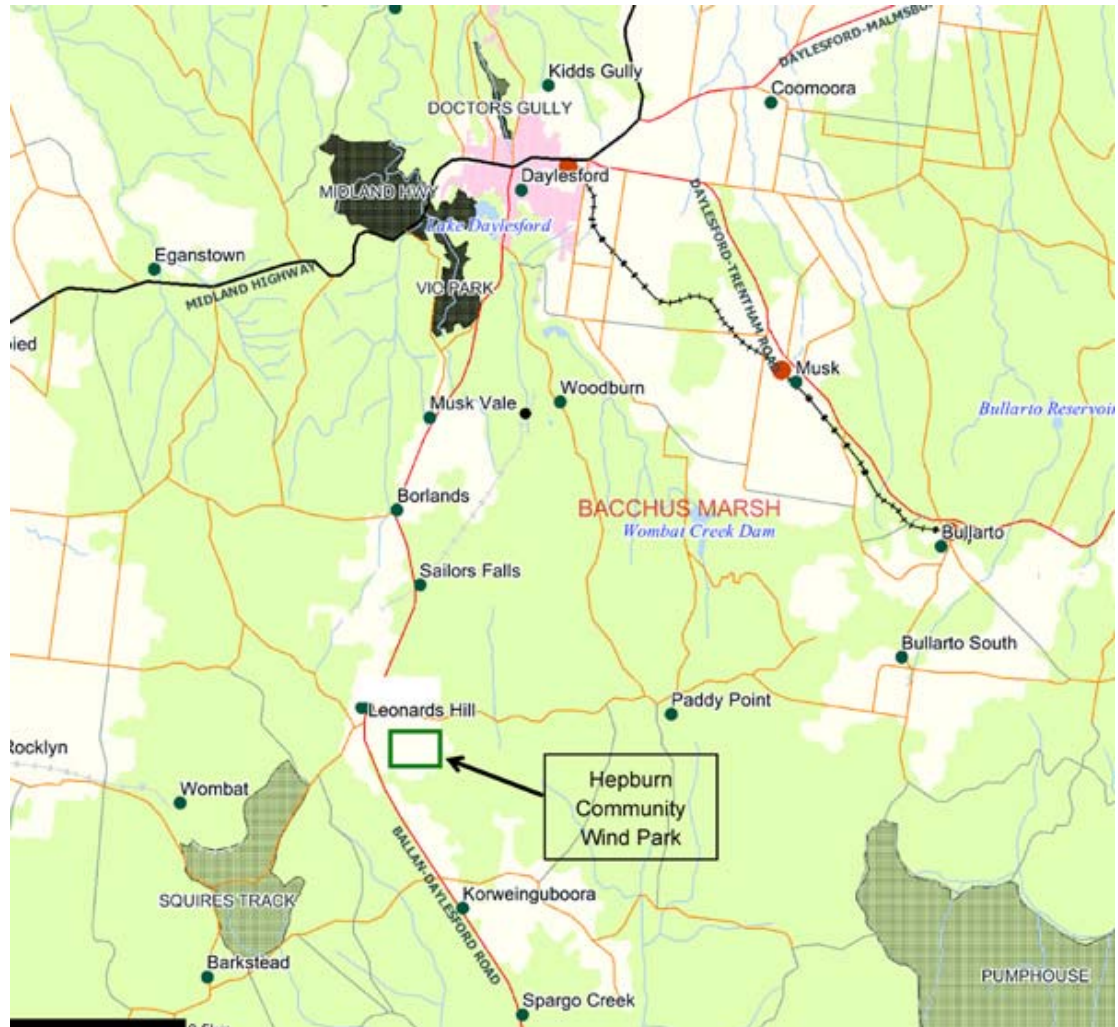 DAYLESFORD-MALMSBU
Kidds Gully
Coomoora
DOCTORS GULLY
MIDLAND HWY
Daylesford
Lake Daylesford
DAYLESFORD-TRENTHAM ROAD
Eganstown
MIDLAND HIGHWAY
VIC PARK
ied
Musk
Woodburn
Musk Vale
Bullarto Reservoir
Borlands
BACCHUS MARSH
Wombat Creek Dam
Bullarto
Sailors Falls
Bullarto South
Leonards Hill
Paddy Point
Rocklyn
Hepburn
Community
Wind Park
Wombat
BALLAN-DAYLESFORD ROAD
SQUIRES TRACK
Korweinguboora
Barkstead
PUMPHOUSE
Spargo Creek